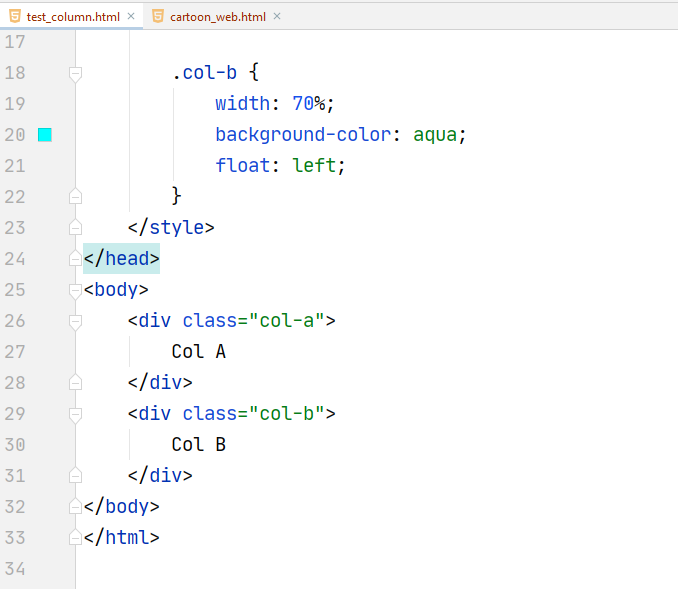 test_column.html × cartoon_web.html ×
17
18 .col-b {
19 width: 70%;
20 background-color: aqua;
21 float: left;
22 }
23 </style>
24 </head>
25 <body>
26 <div class="col-a">
27 Col A
28 </div>
29 <div class="col-b">
30 Col B
31 </div>
32 </body>
33 </html>
34